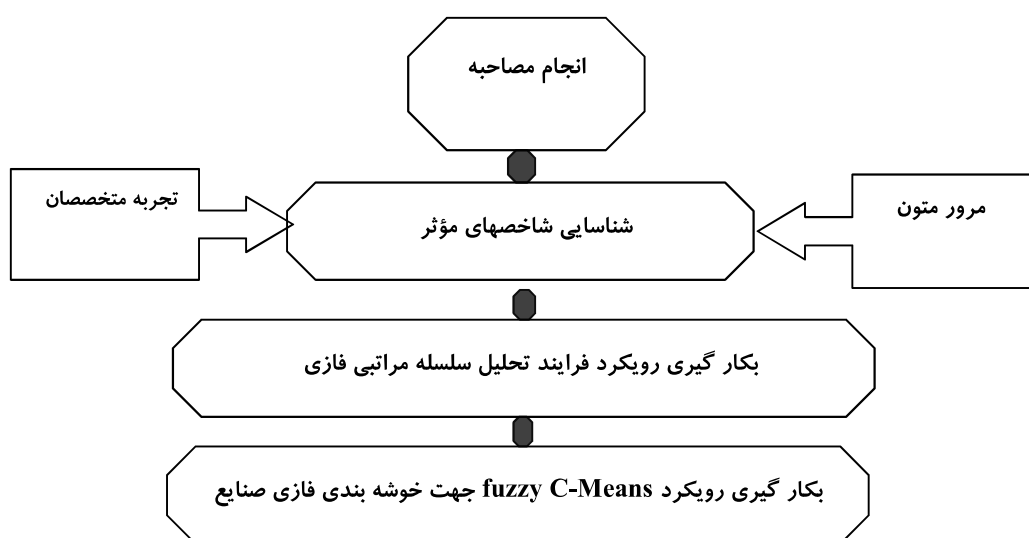 انجام مصاحبه
مرور متون
تجربه متخصصان
شناسایی شاخصهای مؤثر
بکار گیری رویکرد فرایند تحلیل سلسله مراتبی فازی
بکار گیری رویکرد fuzzy C-Means جهت خوشه بندی فازی صنایع